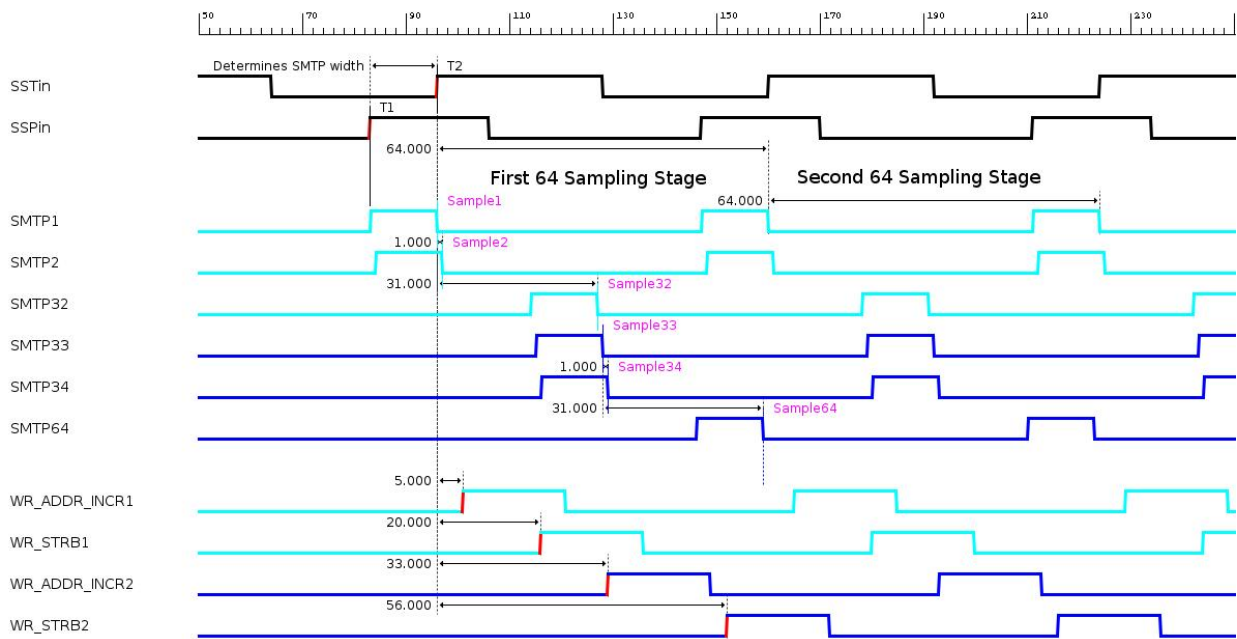 50 70 90 110 130 150 170 190 210 230
Determines SMTP width T2
SSTin
T1
SSPin
64.000
First 64 Sampling Stage Second 64 Sampling Stage
Sample1 64.000
SMTP1
1.000 Sample2
SMTP2
31.000 Sample32
SMTP32
Sample33
SMTP33
1.000 Sample34
SMTP34
31.000 Sample64
SMTP64
5.000
WR_ADDR_INCR1
20.000
WR_STRB1
33.000
WR_ADDR_INCR2
56.000
WR_STRB2